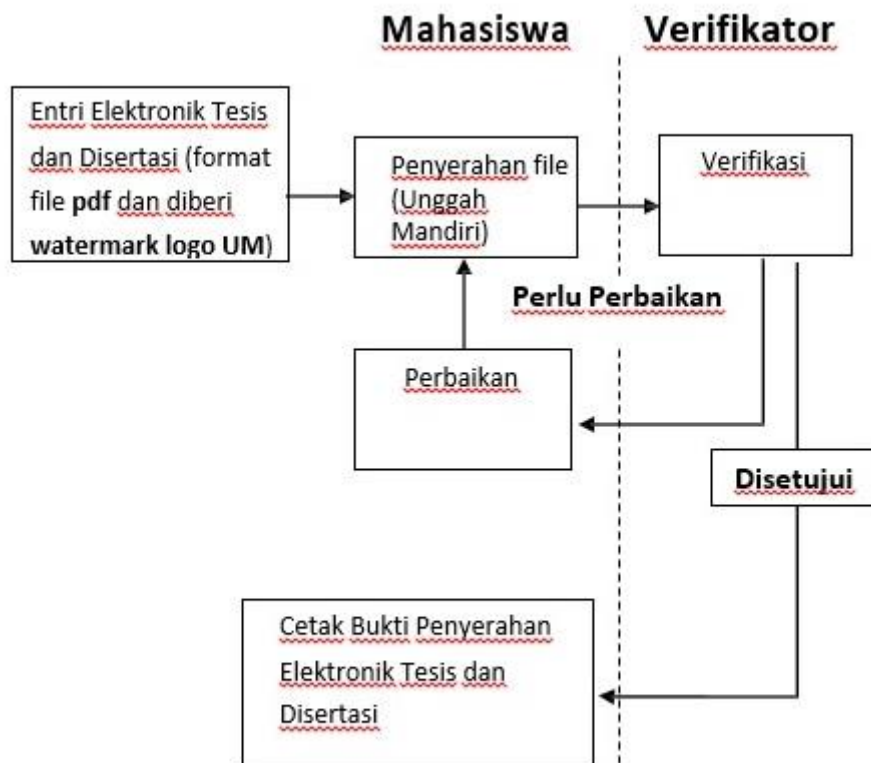 Mahasiswa
Verifikator
Entri Elektronik Tesis
dan Disertasi (format
file pdf dan diberi
watermark logo UM)
Penyerahan file
(Unggah
Mandiri)
Verifikasi
Perlu Perbaikan
Perbaikan
Disetujui
Cetak Bukti Penyerahan
Elektronik Tesis dan
Disertasi